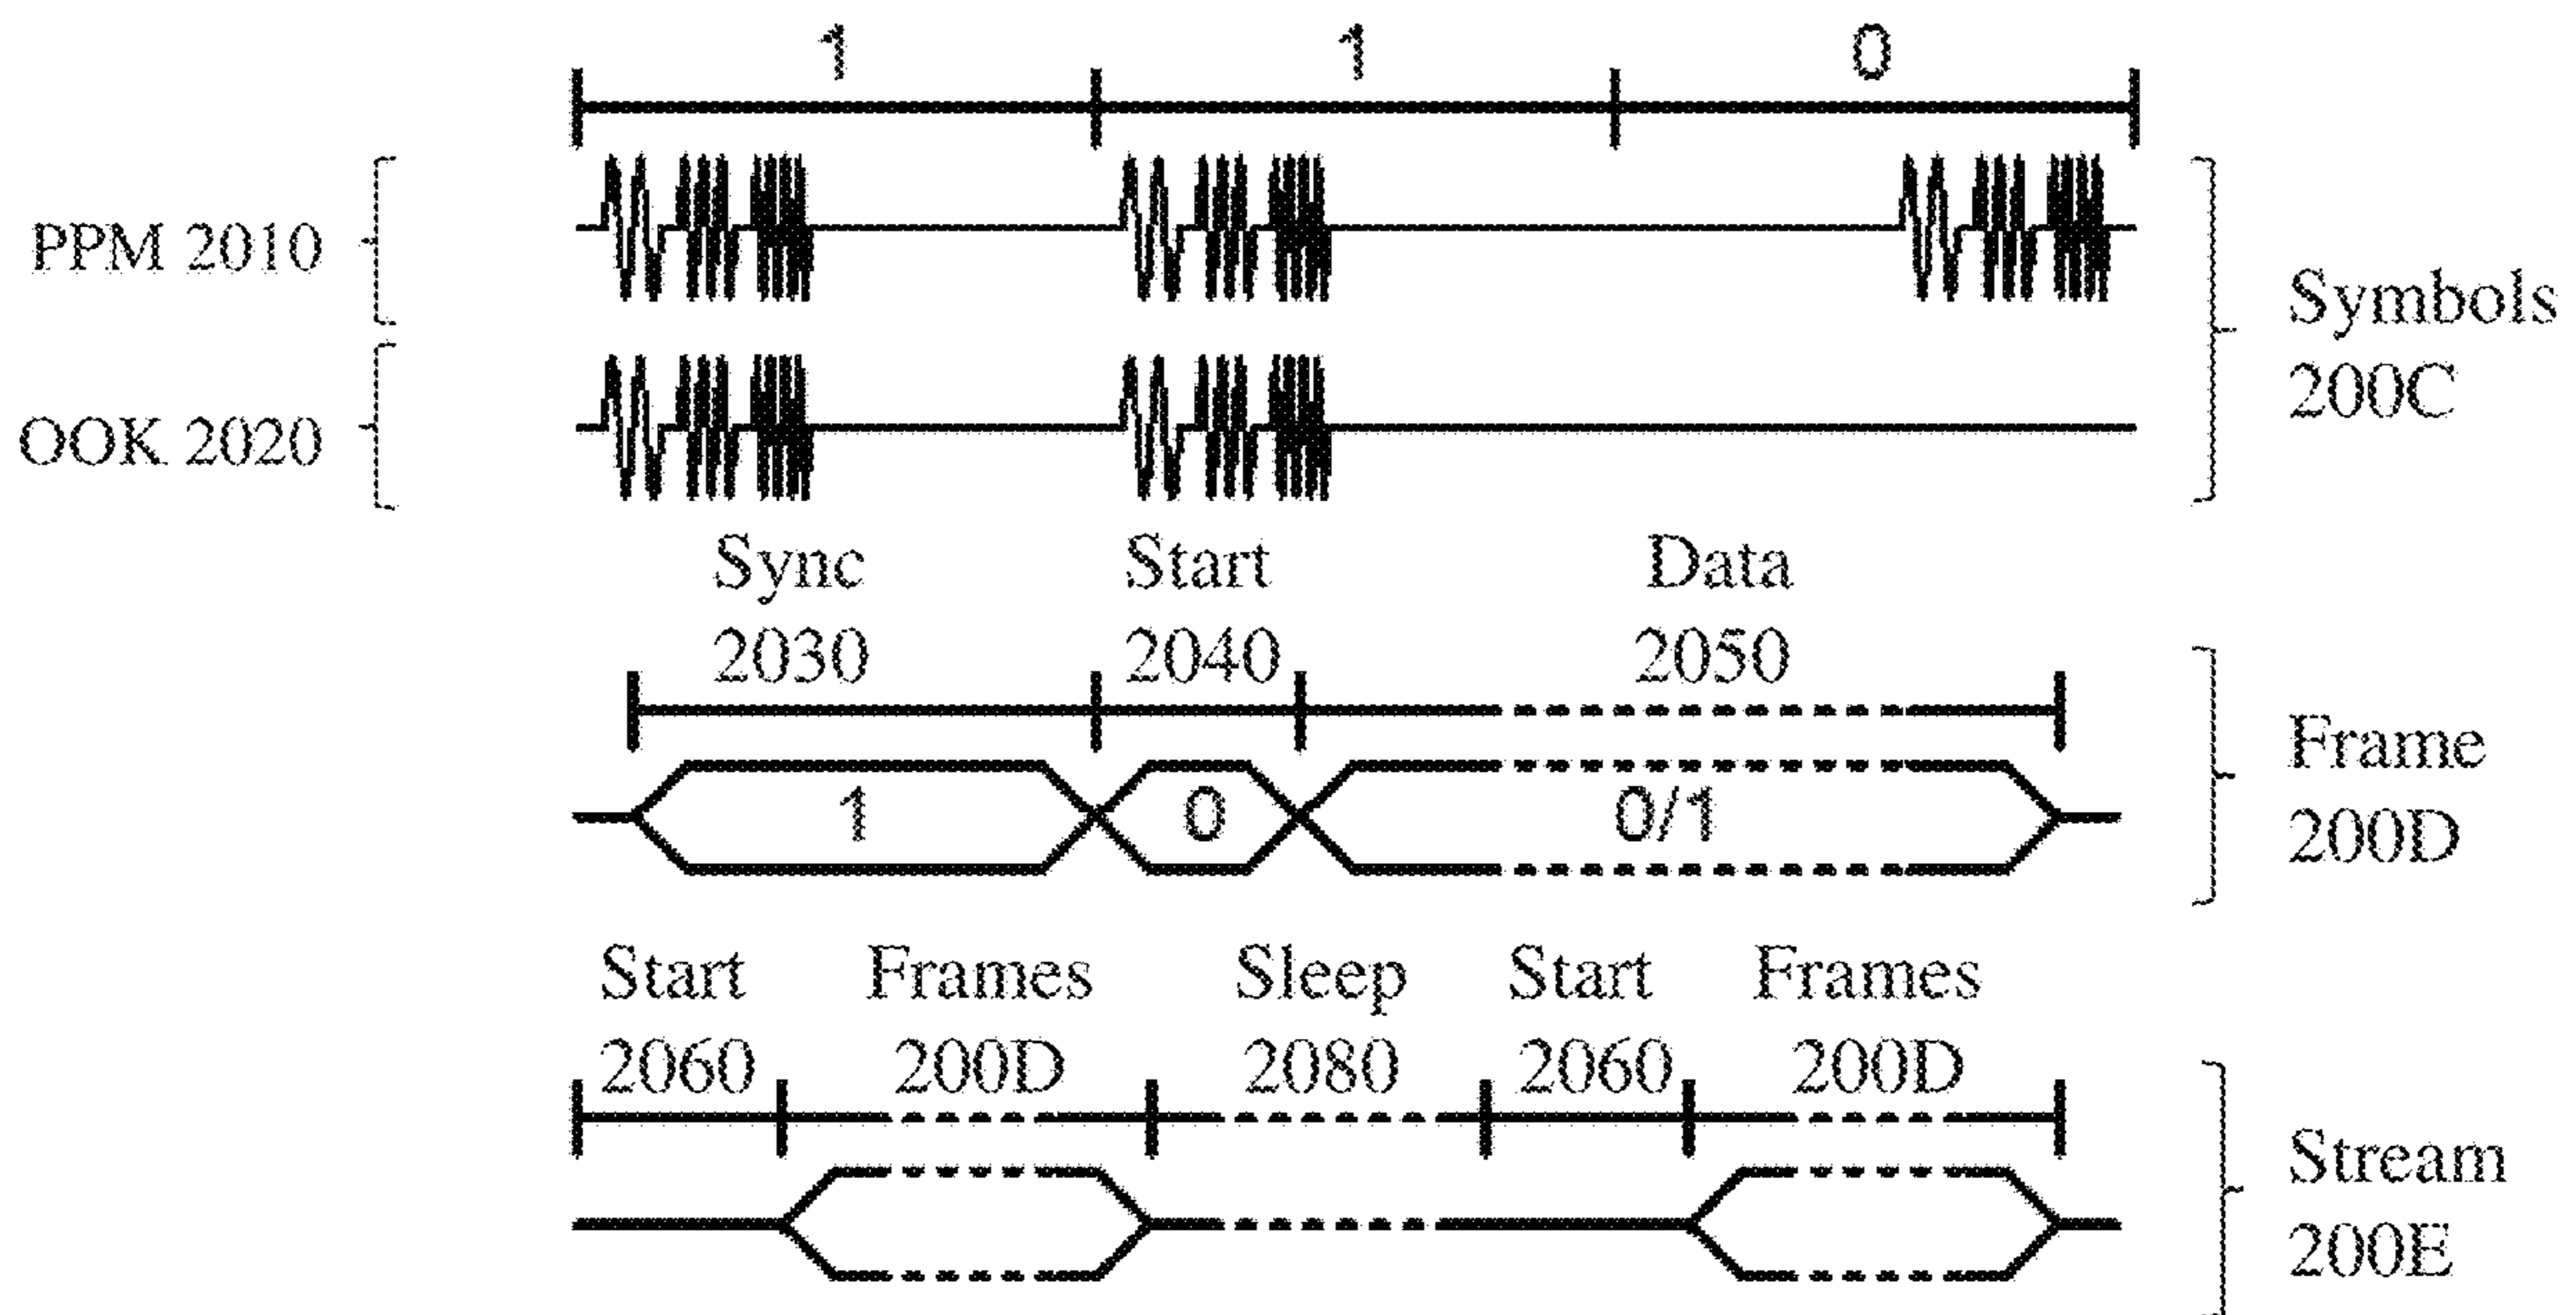 1 1 0
PPM 2010
OOK 2020
Symbols
200C
Sync Start Data
2030 2040 2050
1 0 0/1
Frame
200D
Start Frames Sleep Start Frames
2060 200D 2080 2060 200D
Stream
200E